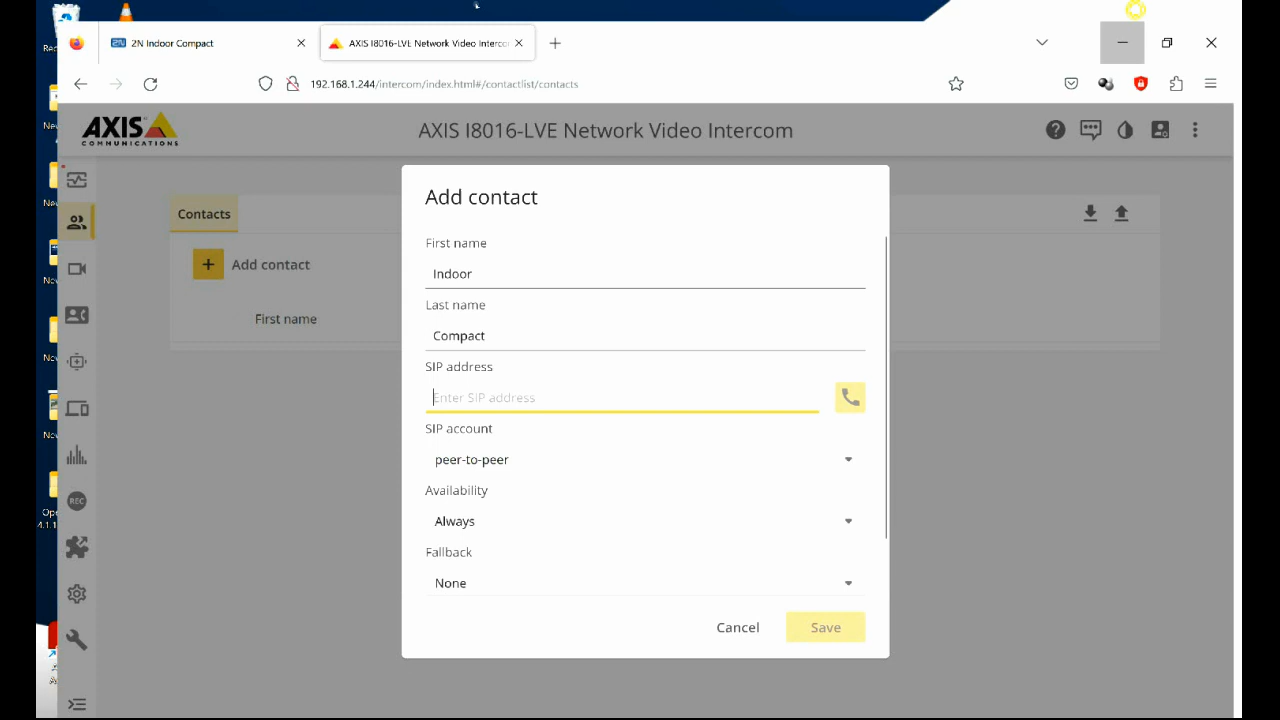 2N Indoor Compact
AXIS I8016-LVE Network Video Interco
192.168.1.244/intercom/index.html#/contactlist/contacts
AXIS
COMMUNICATIONS
AXIS I8016-LVE Network Video Intercom
Contacts
Add contact
First name
Add contact
First name
Indoor
Last name
Compact
SIP address
Enter SIP address
SIP account
peer-to-peer
Availability
Always
Fallback
None
Cancel
Save
REC